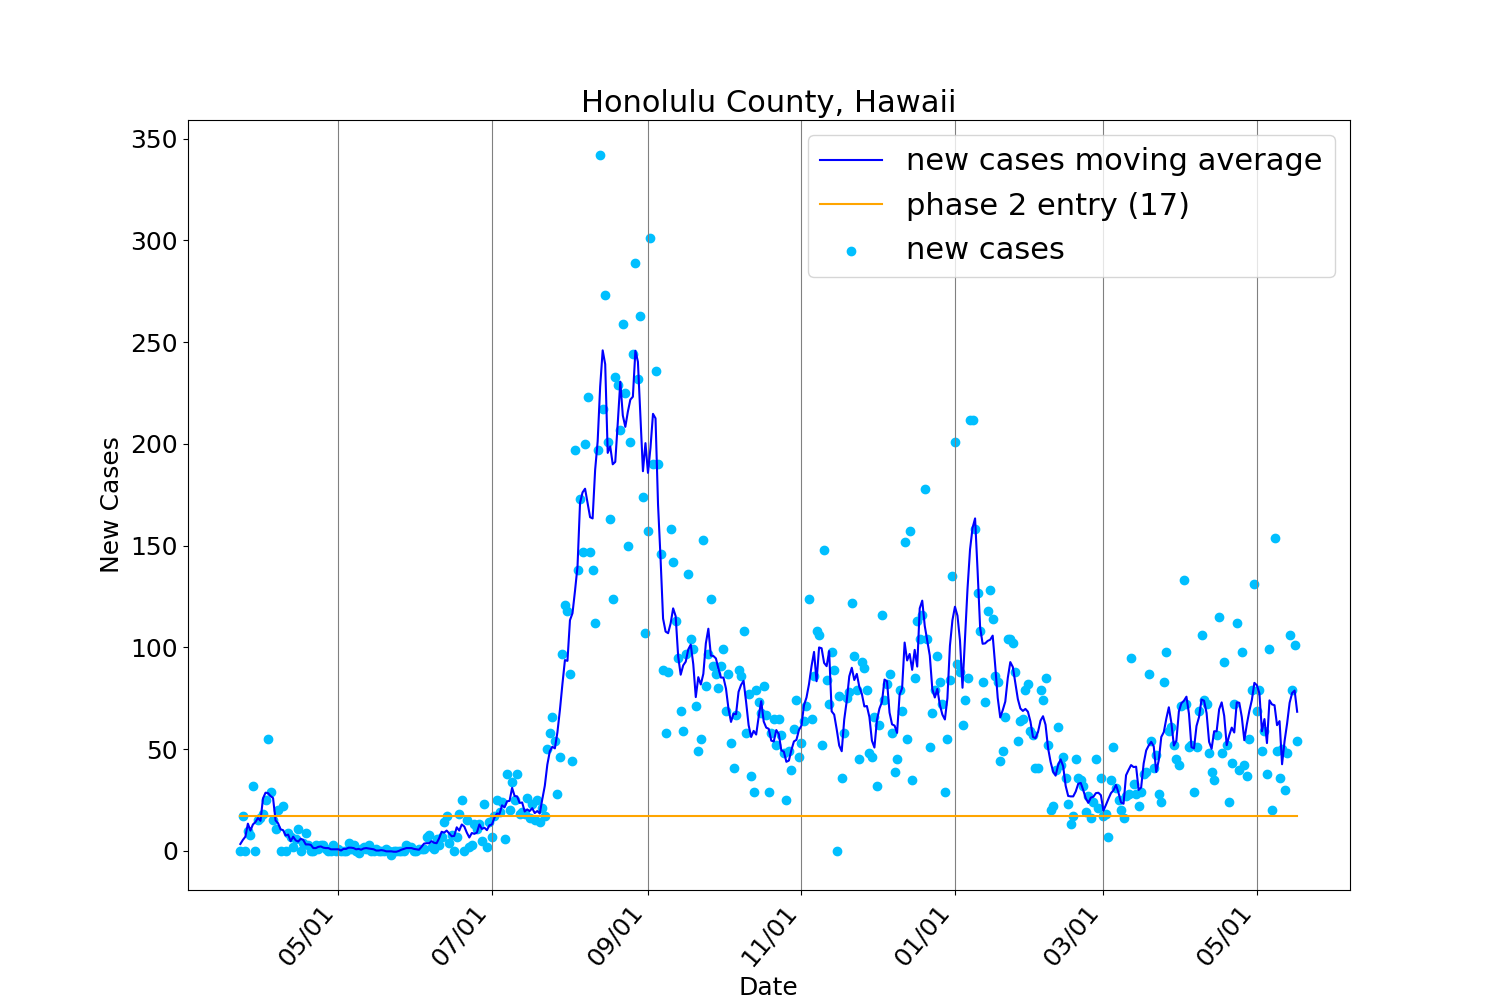 Honolulu County, Hawaii
350
300
250
200
150
100
50
0
New Cases
new cases moving average
phase 2 entry (17)
new cases
05/01
07/01
09/01
11/01
01/01
03/01
05/01
Date